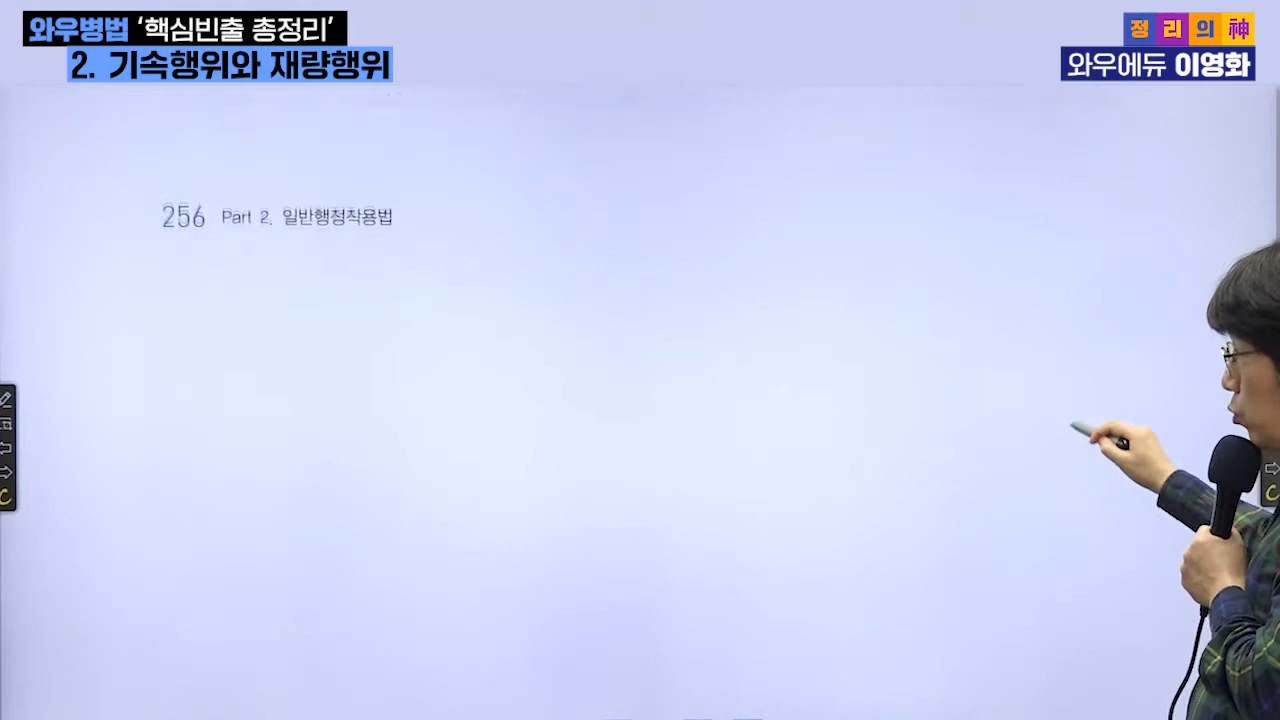 와우병법 ‘핵심빈출 총정리’
2. 기속행위와 재량행위
정리의神
와우에듀 이영화
256 Part 2. 일반행정작용법